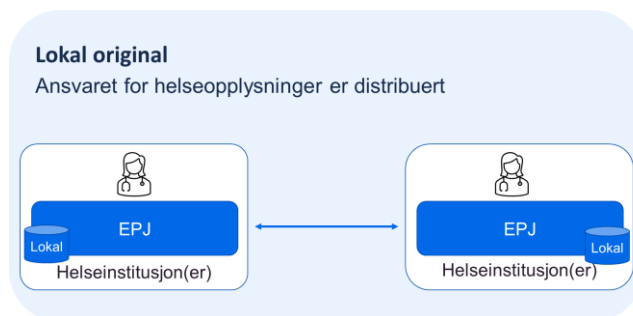 Lokal original
Ansvaret for helseopplysninger er distribuert
EPJ
Lokal
Helseinstitusjon(er)
EPJ
Lokal
Helseinstitusjon(er)